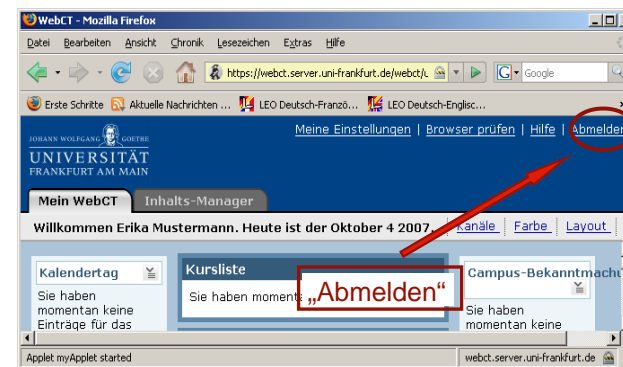 WebCT - Mozilla Firefox
Datei Bearbeiten Ansicht Chronik Lesezeichen Extras Hilfe
https://webct.server.uni-frankfurt.de/webct/L
G Google
Erste Schritte Aktuelle Nachrichten ... LEO Deutsch-Franzö... LEO Deutsch-Englisc...
Meine Einstellungen | Browser prüfen | Hilfe | Abmelden
JOHANN WOLFGANG GOETHE
UNIVERSITÄT
FRANKFURT AM MAIN
Mein WebCT Inhalts-Manager
Willkommen Erika Mustermann. Heute ist der Oktober 4 2007. Kanäle | Farbe | Layout |
Kalendertag
Sie haben
momentan keine
Einträge für das
Kursliste
Sie haben moment
„Abmelden“
Campus-Bekanntmachu
Sie haben
momentan keine
Applet myApplet started
webct.server.uni-frankfurt.de